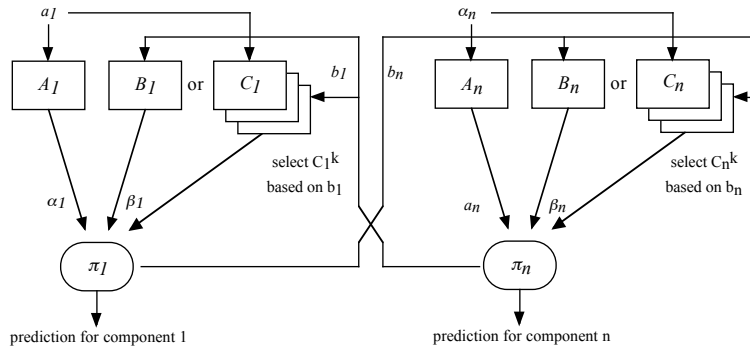 a1
αn
b1
bn
A1
B1
or
C1
An
Bn
or
Cn
select C1k
based on b1
select Cnk
based on bn
α1
β1
an
βn
π1
πn
prediction for component 1
prediction for component n